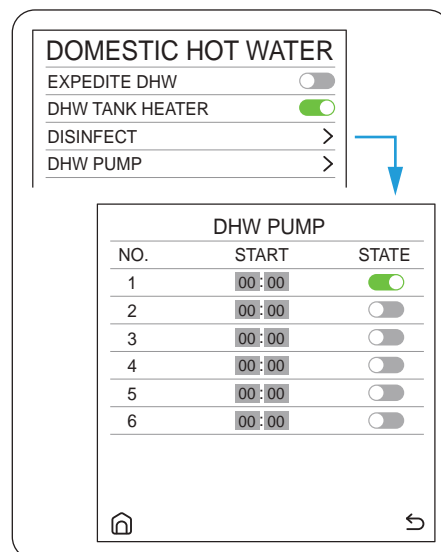 DOMESTIC HOT WATER
EXPEDITE DHW
DHW TANK HEATER
DISINFECT
DHW PUMP
DHW PUMP
NO. START STATE
1 00:00
2 00:00
3 00:00
4 00:00
5 00:00
6 00:00